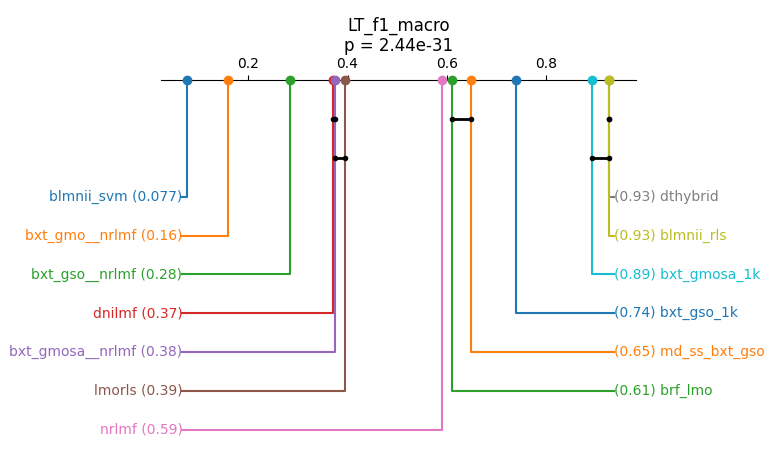 LT_f1_macro
p = 2.44e-31
0.2 0.4 0.6 0.8
blmnii_svm (0.077)
(0.93) dthybrid
bxt_gmo__nrlmf (0.16)
(0.93) blmnii_rls
bxt_gso__nrlmf (0.28)
(0.89) bxt_gmosa_1k
dnilmf (0.37)
(0.74) bxt_gso_1k
bxt_gmosa__nrlmf (0.38)
(0.65) md_ss_bxt_gso
lmorls (0.39)
(0.61) brf_lmo
nrlmf (0.59)